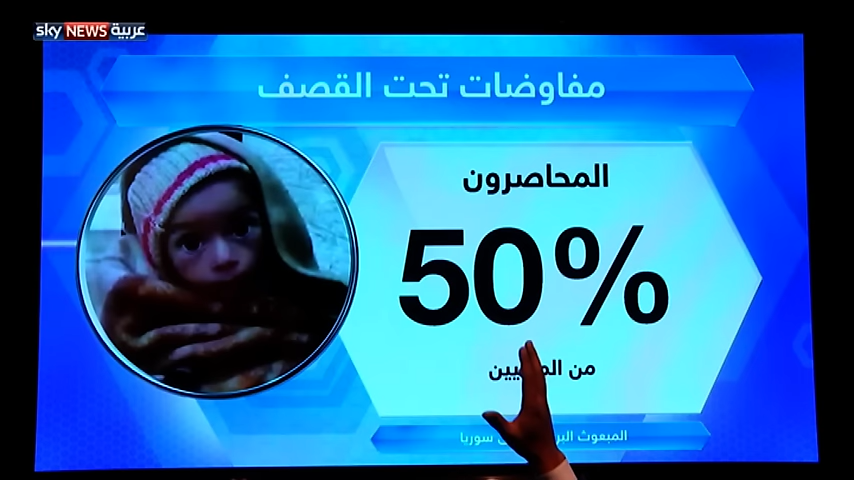 sky NEWS عربية
مفاوضات تحت القصف
المحاصرون
50%
من
المبعوث سوريا